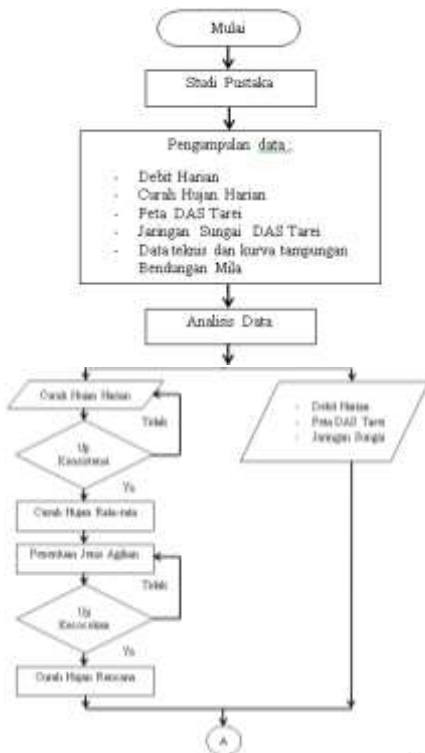 Mulai
Studi Pustaka
Pengumpulan data ;
- Debit Harian
- Curah Hujan Harian
- Peta DAS Tarei
- Jaringan Sungai DAS Tarei
- Data teknis dan kurva tampungan
Bendungan Mila
Analisis Data
Curah Hujan Harian
Tidak
Uji
Konsistensi
Ya
Curah Hujan Rata-rata
Penentuan Jenis Agihan
Tidak
Uji
Kecocokan
Ya
Curah Hujan Rencana
- Debit Harian
- Peta DAS Tarei
- Jaringan Sungai
A